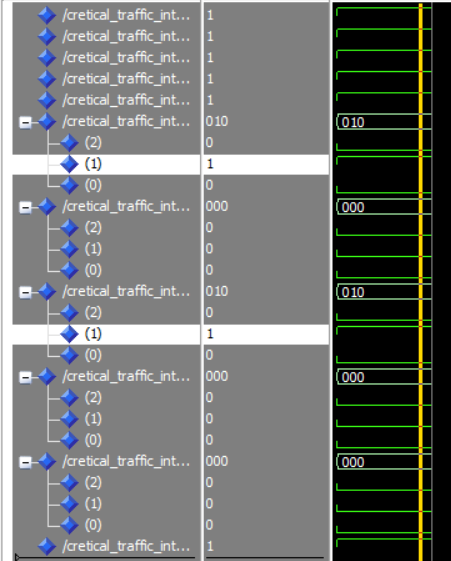 /cretical_traffic_int... 1
/cretical_traffic_int... 1
/cretical_traffic_int... 1
/cretical_traffic_int... 1
/cretical_traffic_int... 1
/cretical_traffic_int... 010 010
(2) 0
(1) 1
(0) 0
/cretical_traffic_int... 000 000
(2) 0
(1) 0
(0) 0
/cretical_traffic_int... 010 010
(2) 0
(1) 1
(0) 0
/cretical_traffic_int... 000 000
(2) 0
(1) 0
(0) 0
/cretical_traffic_int... 000 000
(2) 0
(1) 0
(0) 0
/cretical_traffic_int... 1